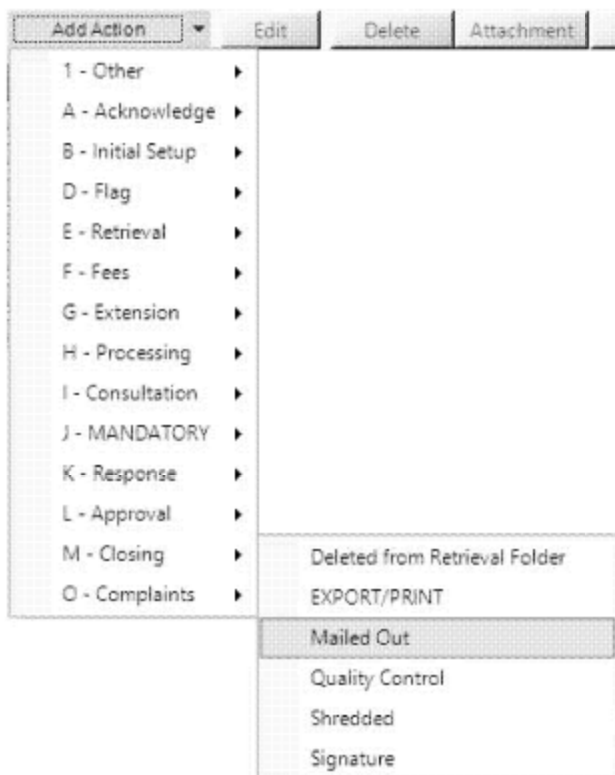 Add Action Edit Delete Attachment
1 - Other
A - Acknowledge
B - Initial Setup
D - Flag
E - Retrieval
F - Fees
G - Extension
H - Processing
I - Consultation
J - MANDATORY
K - Response
L - Approval
M - Closing
O - Complaints
Deleted from Retrieval Folder
EXPORT/PRINT
Mailed Out
Quality Control
Shredded
Signature